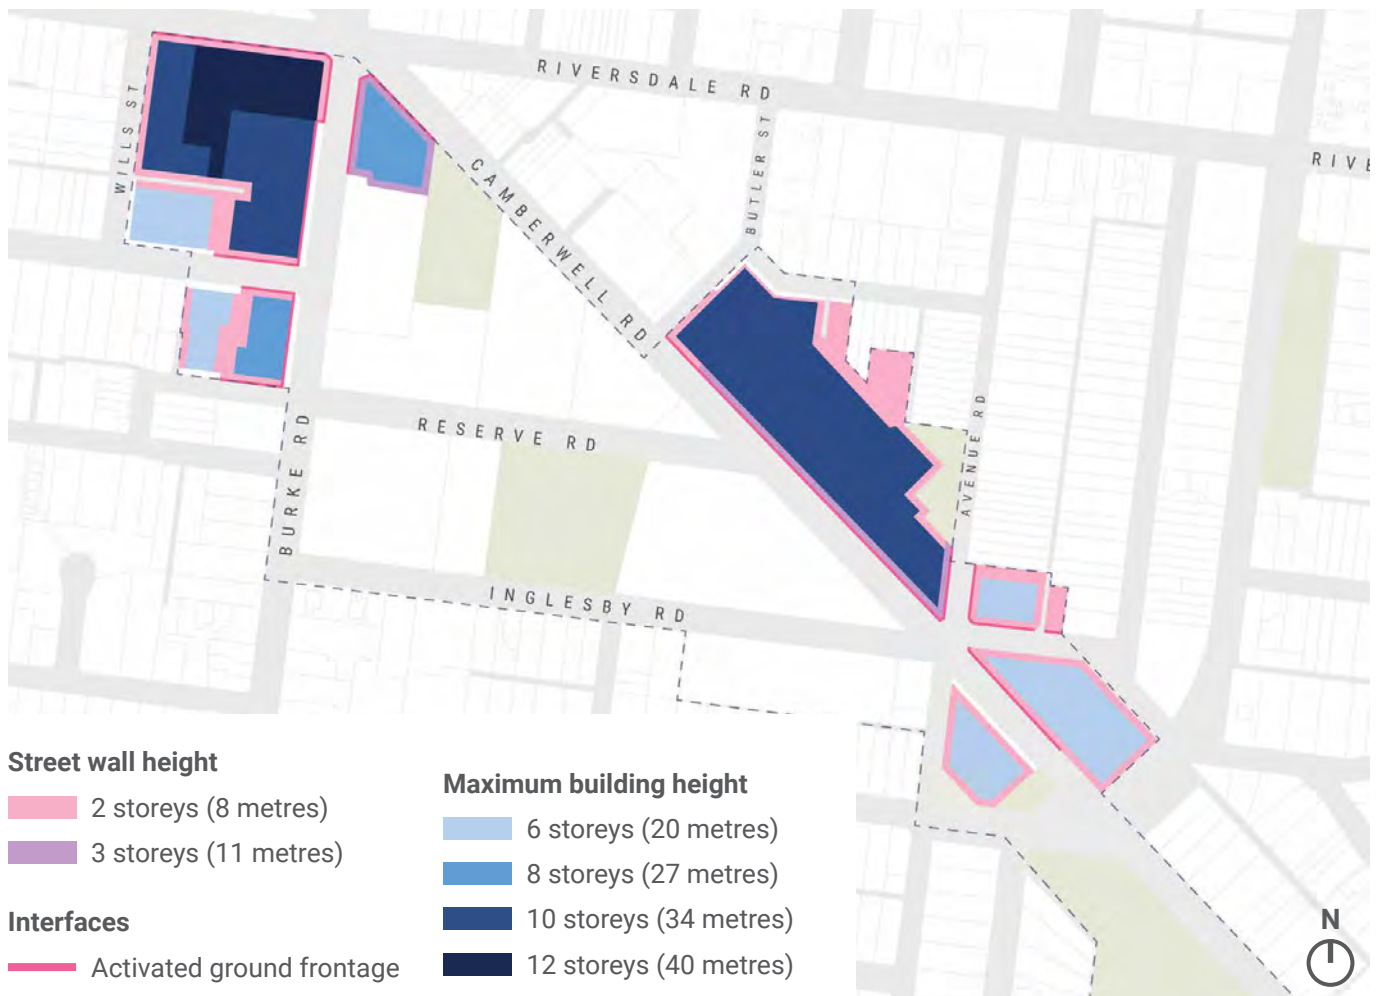 RIVERSDALE RD
RIVE
WILLS ST
BUTLER ST
CAMBERWELL RD
AVENUE RD
RESERVE RD
BURKE RD
INGLESBY RD
Street wall height
2 storeys (8 metres)
3 storeys (11 metres)
Interfaces
Activated ground frontage
Maximum building height
6 storeys (20 metres)
8 storeys (27 metres)
10 storeys (34 metres)
12 storeys (40 metres)
N